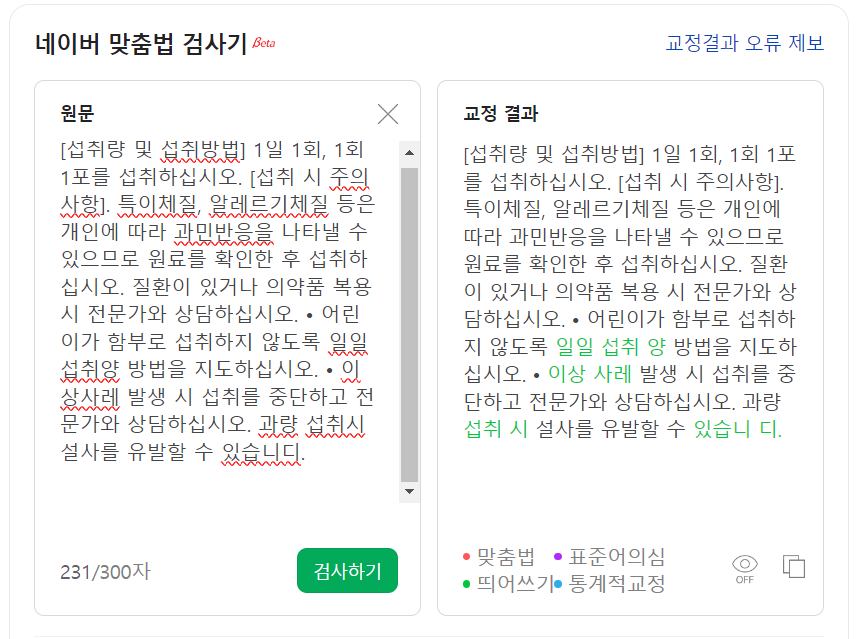 네이버 맞춤법 검사기 Beta
교정결과 오류 제보
원문
[섭취량 및 섭취방법] 1일 1회, 1회
1포를 섭취하십시오. [섭취 시 주의
사항]. 특이체질, 알레르기체질 등은
개인에 따라 과민반응을 나타낼 수
있으므로 원료를 확인한 후 섭취하
십시오. 질환이 있거나 의약품 복용
시 전문가와 상담하십시오. • 어린
이가 함부로 섭취하지 않도록 일일
섭취양 방법을 지도하십시오. • 이
상사레 발생 시 섭취를 중단하고 전
문가와 상담하십시오. 과량 섭취시
설사를 유발할 수 있습니디.
231/300자
검사하기
교정 결과
[섭취량 및 섭취방법] 1일 1회, 1회 1포
를 섭취하십시오. [섭취 시 주의사항].
특이체질, 알레르기체질 등은 개인에
따라 과민반응을 나타낼 수 있으므로
원료를 확인한 후 섭취하십시오. 질환
이 있거나 의약품 복용 시 전문가와 상
담하십시오. • 어린이가 함부로 섭취하
지 않도록 일일 섭취 양 방법을 지도하
십시오. • 이상 사레 발생 시 섭취를 중
단하고 전문가와 상담하십시오. 과량
섭취 시 설사를 유발할 수 있습니 디.
• 맞춤법 • 표준어의심
• 띄어쓰기 • 통계적교정
OFF